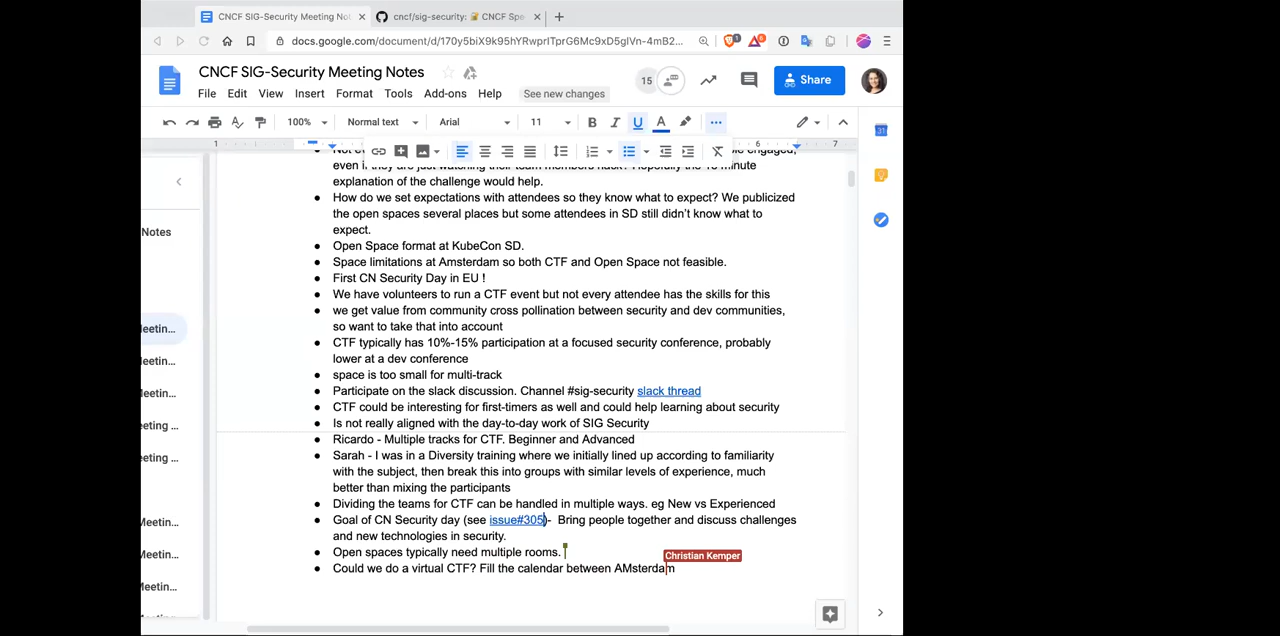 CNCF SIG-Security Meeting Not
cncf/sig-security: CNCF Spe
docs.google.com/document/d/170y5biX9k95hYRwprITprG6Mc9xD5glVn-4mB2...
CNCF SIG-Security Meeting Notes
15
Share
File Edit View Insert Format Tools Add-ons Help See new changes
100% Normal text Arial 11 B I U A
1 6 7
engaged,
even if they are just watching their team members hack? Hopefully the minute
explanation of the challenge would help.
How do we set expectations with attendees so they know what to expect? We publicized
the open spaces several places but some attendees in SD still didn't know what to
expect.
Notes
Open Space format at KubeCon SD.
Space limitations at Amsterdam so both CTF and Open Space not feasible.
First CN Security Day in EU !
We have volunteers to run a CTF event but not every attendee has the skills for this
we get value from community cross pollination between security and dev communities,
so want to take that into account
leetin...
CTF typically has 10%-15% participation at a focused security conference, probably
lower at a dev conference
leetin...
space is too small for multi-track
Participate on the slack discussion. Channel #sig-security slack thread
Meetin...
CTF could be interesting for first-timers as well and could help learning about security
Is not really aligned with the day-to-day work of SIG Security
eeting ...
Ricardo - Multiple tracks for CTF. Beginner and Advanced
Sarah - I was in a Diversity training where we initially lined up according to familiarity
eeting ...
with the subject, then break this into groups with similar levels of experience, much
better than mixing the participants
Dividing the teams for CTF can be handled in multiple ways. eg New vs Experienced
Goal of CN Security day (see issue#305)- Bring people together and discuss challenges
Meetin...
and new technologies in security.
Open spaces typically need multiple rooms.
Meetin...
Christian Kemper
Could we do a virtual CTF? Fill the calendar between AMsterdam
Meetin...